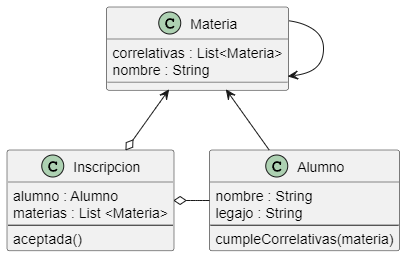 C Materia
correlativas : List<Materia>
nombre : String
C Inscripcion
alumno : Alumno
materias : List <Materia>
aceptada()
C Alumno
nombre : String
legajo : String
cumpleCorrelativas(materia)